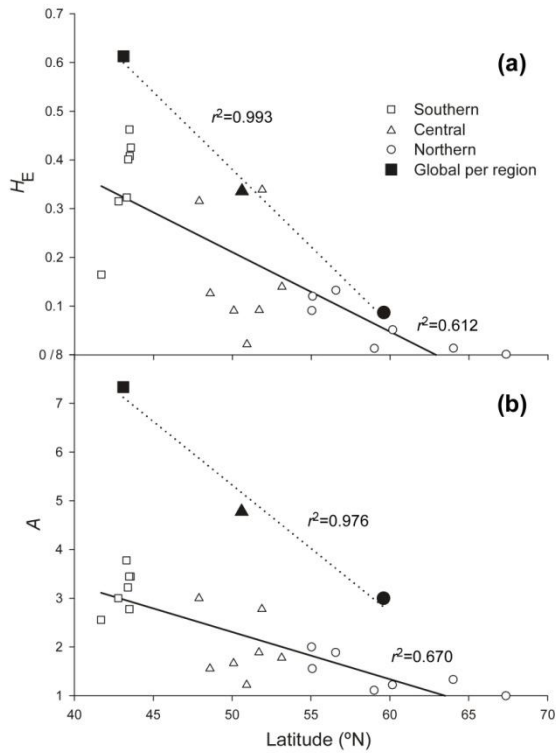 0.7
(a)
0.6
r²=0.993
□ Southern
△ Central
○ Northern
■ Global per region
0.5
0.4
H_E
0.3
0.2
0.1
r²=0.612
0 / 8
7
(b)
6
5
r²=0.976
A
4
3
2
r²=0.670
1
40 45 50 55 60 65 70
Latitude (ºN)